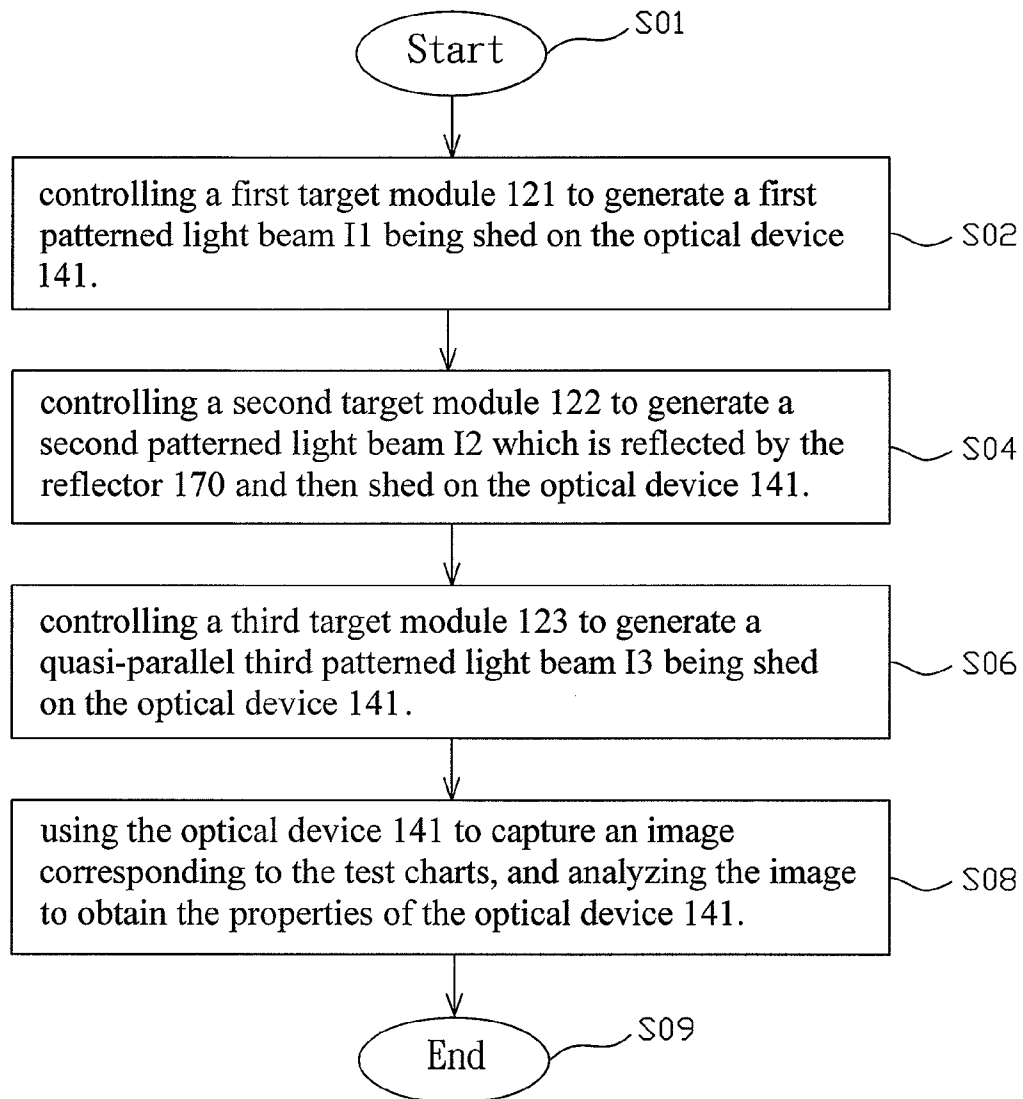 Start
S01
controlling a first target module 121 to generate a first
patterned light beam I1 being shed on the optical device
141.
S02
controlling a second target module 122 to generate a
second patterned light beam I2 which is reflected by the
reflector 170 and then shed on the optical device 141.
S04
controlling a third target module 123 to generate a
quasi-parallel third patterned light beam I3 being shed
on the optical device 141.
S06
using the optical device 141 to capture an image
corresponding to the test charts, and analyzing the image
to obtain the properties of the optical device 141.
S08
End
S09